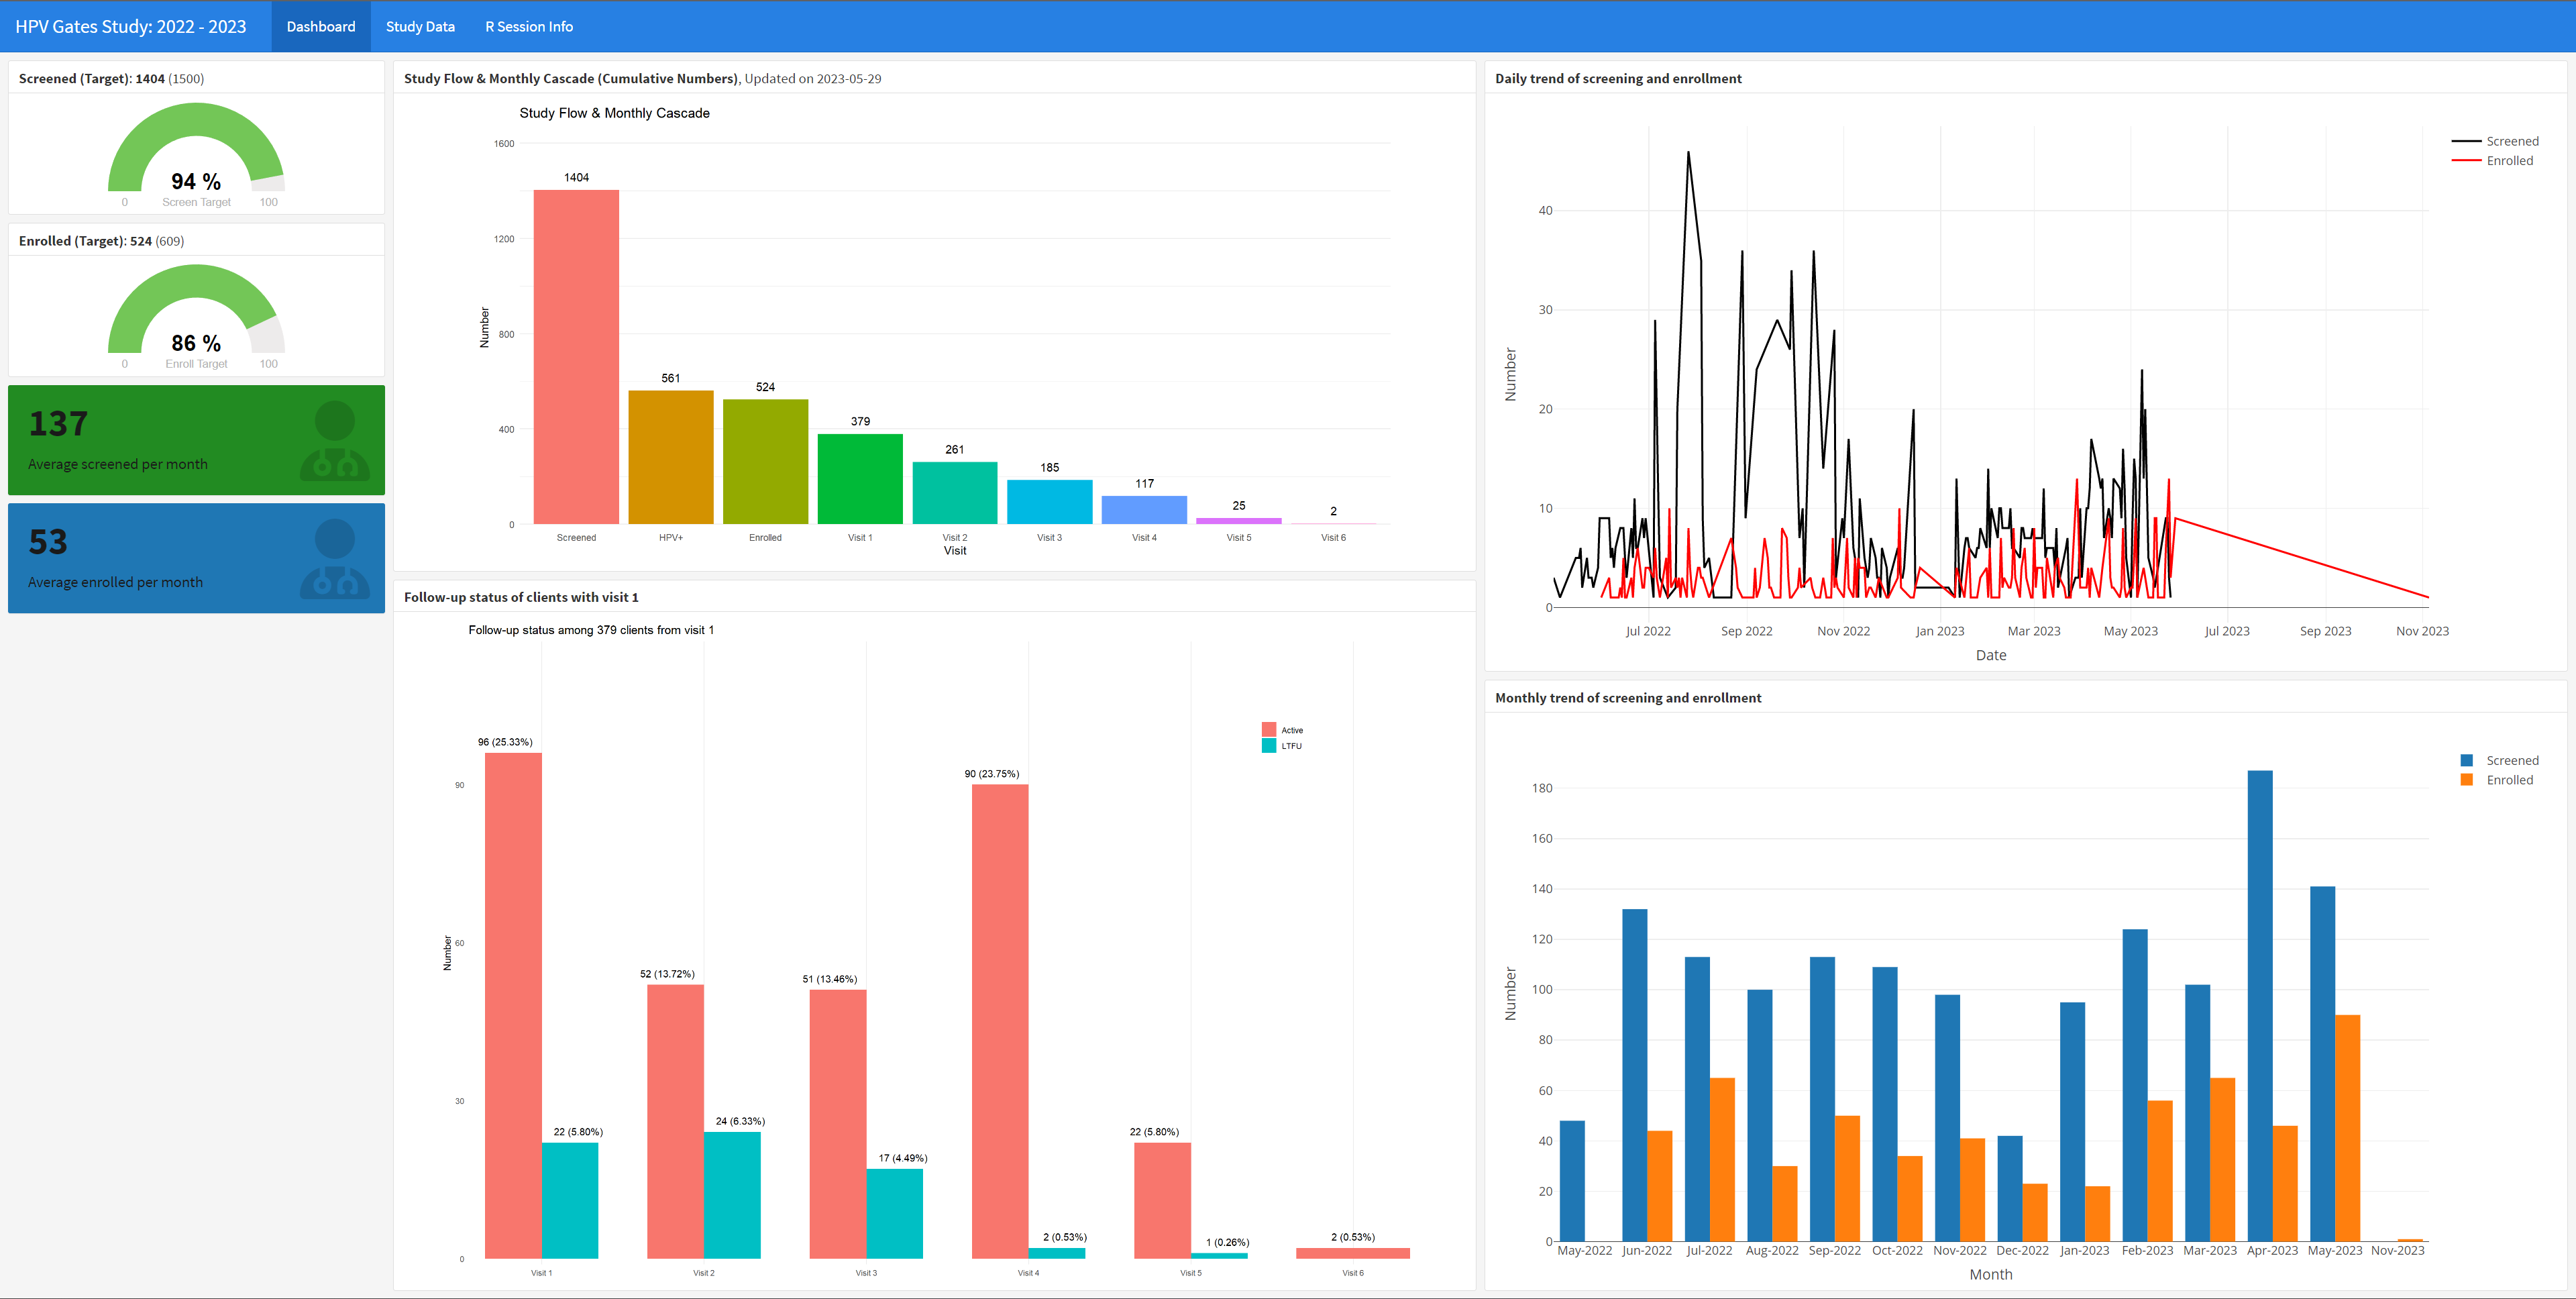 HPV Gates Study: 2022 - 2023 Dashboard Study Data R Session Info
Screened (Target): 1404 (1500)
94 %
0 Screen Target 100
Enrolled (Target): 524 (609)
86 %
0 Enroll Target 100
137
Average screened per month
53
Average enrolled per month
Study Flow & Monthly Cascade (Cumulative Numbers), Updated on 2023-05-29
Study Flow & Monthly Cascade
1600
1200
800
400
0
Number
1404
561
524
379
261
185
117
25
2
Screened HPV+ Enrolled Visit 1 Visit 2 Visit 3 Visit 4 Visit 5 Visit 6
Visit
Follow-up status of clients with visit 1
Follow-up status among 379 clients from visit 1
Active
LTFU
90
60
30
0
Number
96 (25.33%)
22 (5.80%)
52 (13.72%)
24 (6.33%)
51 (13.46%)
17 (4.49%)
90 (23.75%)
2 (0.53%)
22 (5.80%)
1 (0.26%)
2 (0.53%)
Visit 1 Visit 2 Visit 3 Visit 4 Visit 5 Visit 6
Daily trend of screening and enrollment
Screened
Enrolled
40
30
20
10
0
Number
Jul 2022 Sep 2022 Nov 2022 Jan 2023 Mar 2023 May 2023 Jul 2023 Sep 2023 Nov 2023
Date
Monthly trend of screening and enrollment
Screened
Enrolled
180
160
140
120
100
80
60
40
20
0
Number
May-2022 Jun-2022 Jul-2022 Aug-2022 Sep-2022 Oct-2022 Nov-2022 Dec-2022 Jan-2023 Feb-2023 Mar-2023 Apr-2023 May-2023 Nov-2023
Month